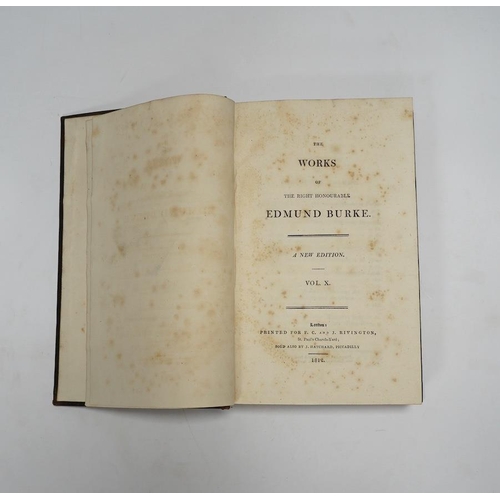 THE
WORKS
OF
THE RIGHT HONOURABLE
EDMUND BURKE.
A NEW EDITION.
VOL. X.
London:
PRINTED FOR F. C. AND J. RIVINGTON,
St. Paul's Church-Yard;
SOLD ALSO BY J. HATCHARD, PICCADILLY